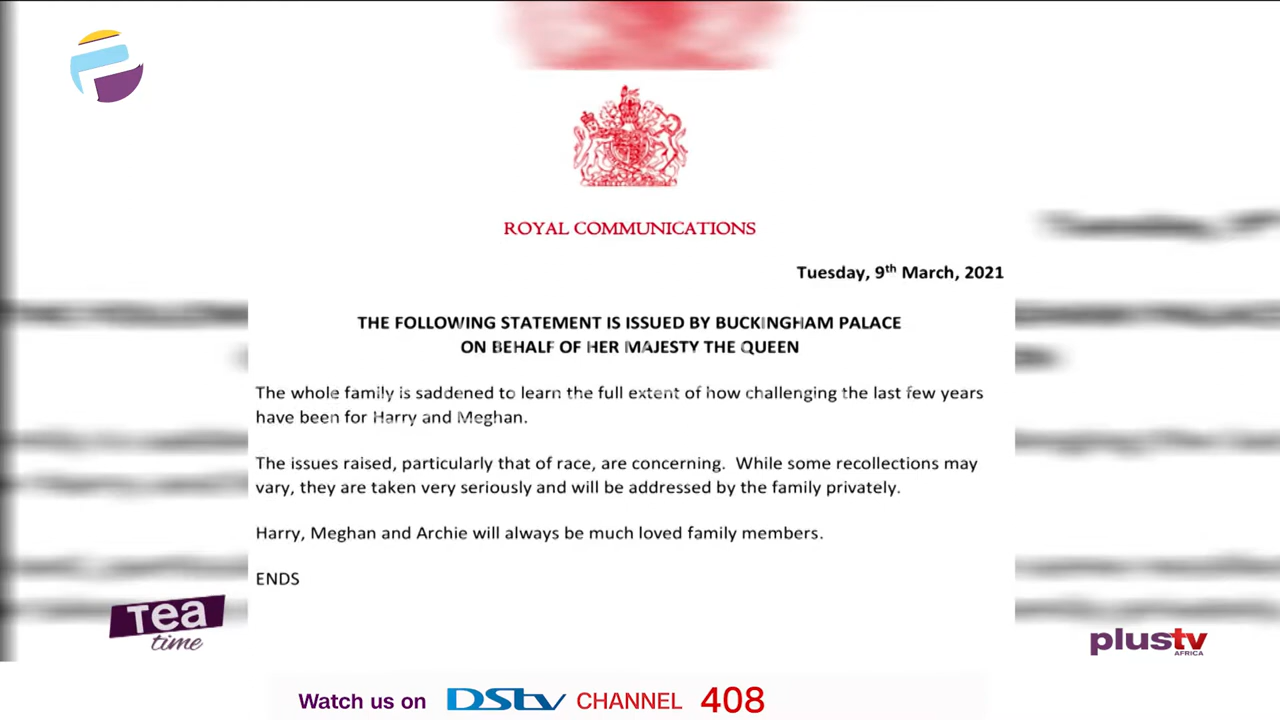 ROYAL COMMUNICATIONS
Tuesday, 9th March, 2021
THE FOLLOWING STATEMENT IS ISSUED BY BUCKINGHAM PALACE
ON BEHALF OF HER MAJESTY THE QUEEN
The whole family is saddened to learn the full extent of how challenging the last few years
have been for Harry and Meghan.
The issues raised, particularly that of race, are concerning. While some recollections may
vary, they are taken very seriously and will be addressed by the family privately.
Harry, Meghan and Archie will always be much loved family members.
ENDS
Tea
time
plustv
AFRICA
Watch us on DStv CHANNEL 408